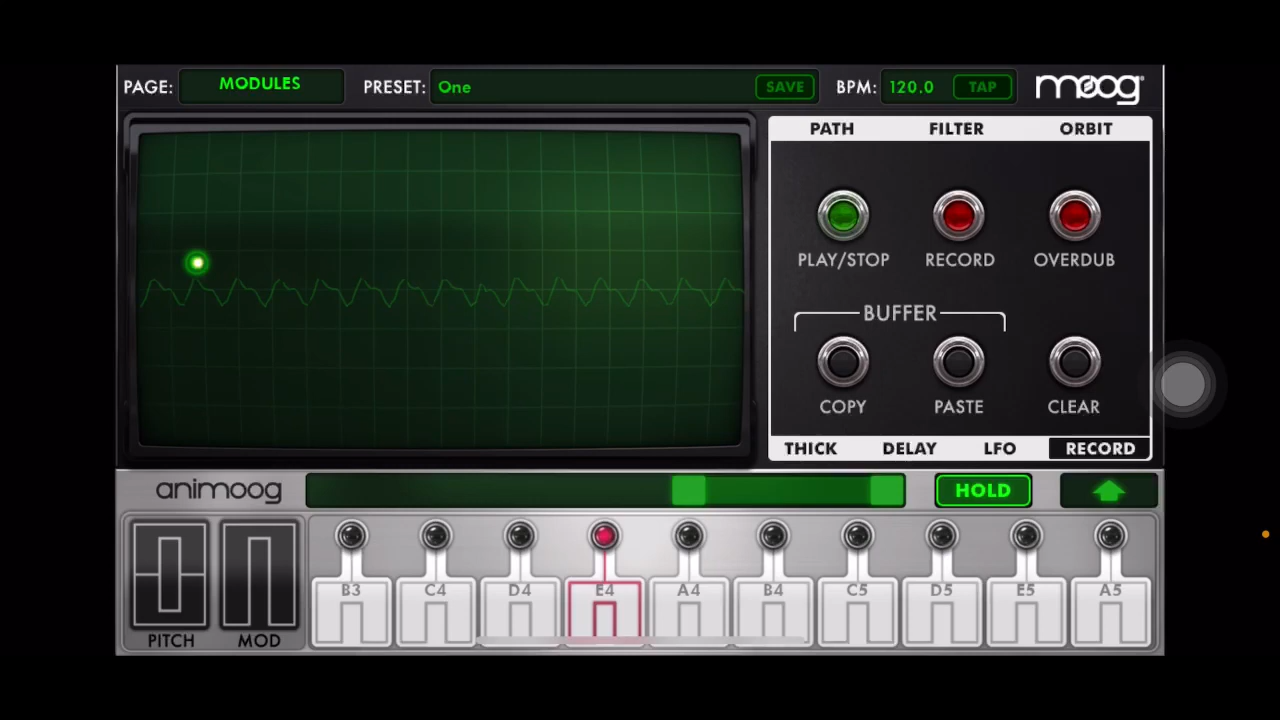 PAGE: MODULES PRESET: One SAVE BPM: 120.0 TAP moog
PATH FILTER ORBIT
PLAY/STOP RECORD OVERDUB
BUFFER
COPY PASTE CLEAR
THICK DELAY LFO RECORD
animoog HOLD
B3 C4 D4 E4 A4 B4 C5 D5 E5 A5
PITCH MOD